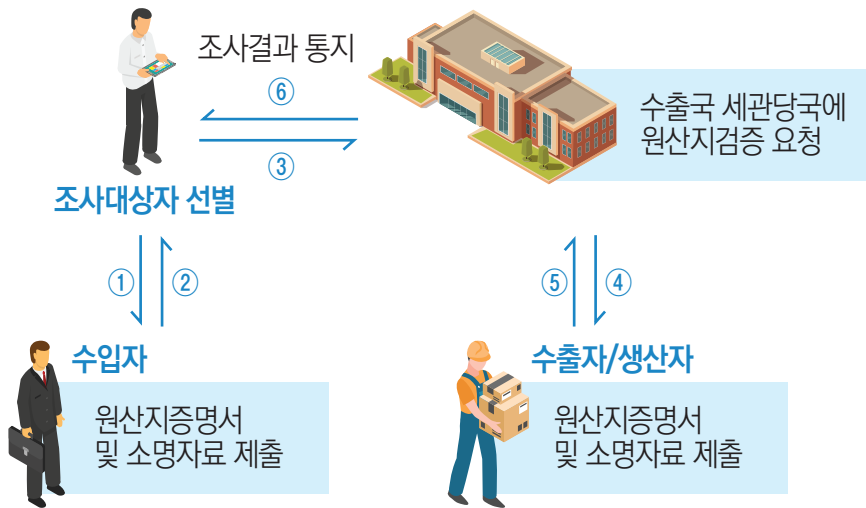 조사결과 통지
⑥
③
수출국 세관당국에
원산지검증 요청
조사대상자 선별
①
②
⑤
④
수입자
원산지증명서
및 소명자료 제출
수출자/생산자
원산지증명서
및 소명자료 제출